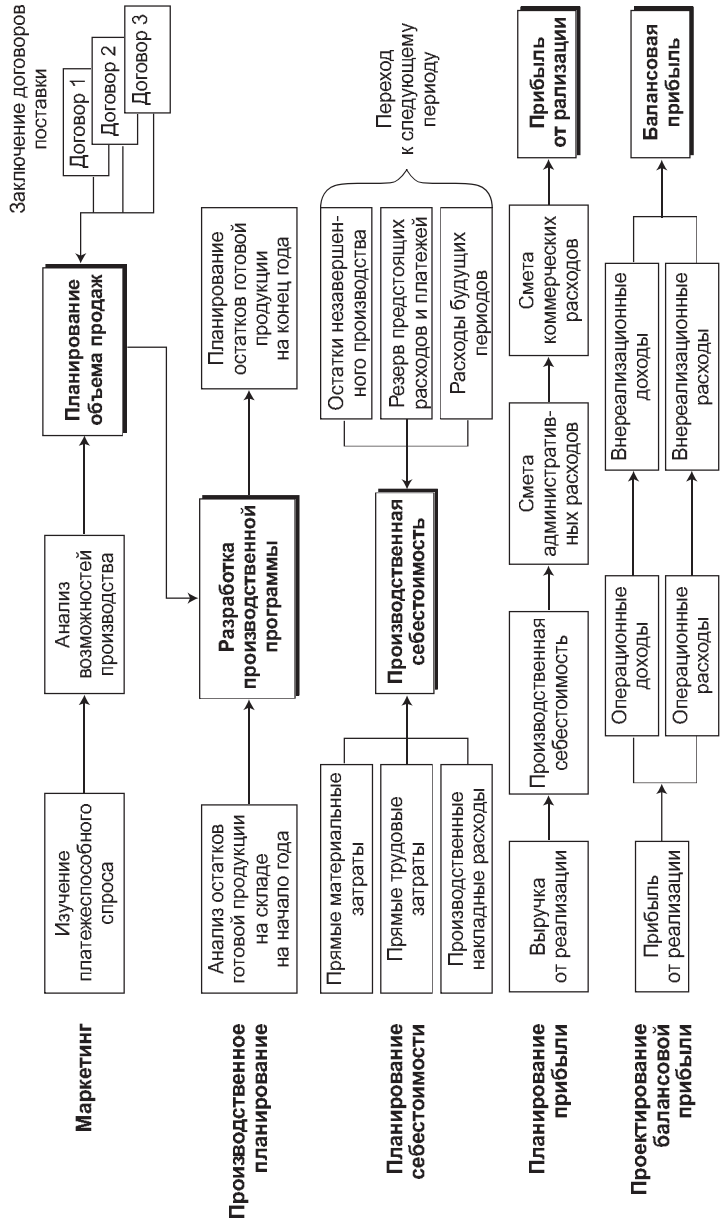 Заключение договоров
поставки
Договор 1
Договор 2
Договор 3
Маркетинг
Изучение
платежеспособного
спроса
Анализ
возможностей
производства
Планирование
объема продаж
Производственное
планирование
Анализ остатков
готовой продукции
на складе
на начало года
Разработка
производственной
программы
Планирование
остатков готовой
продукции
на конец года
Планирование
себестоимости
Прямые материальные
затраты
Прямые трудовые
затраты
Производственные
накладные расходы
Производственная
себестоимость
Остатки незавершен-
ного производства
Резерв предстоящих
расходов и платежей
Расходы будущих
периодов
Переход
к следующему
периоду
Планирование
прибыли
Выручка
от реализации
Производственная
себестоимость
Смета
административ-
ных расходов
Смета
коммерческих
расходов
Прибыль
от рализации
Проектирование
балансовой
прибыли
Прибыль
от реализации
Операционные
доходы
Операционные
расходы
Внереализационные
доходы
Внереализационные
расходы
Балансовая
прибыль